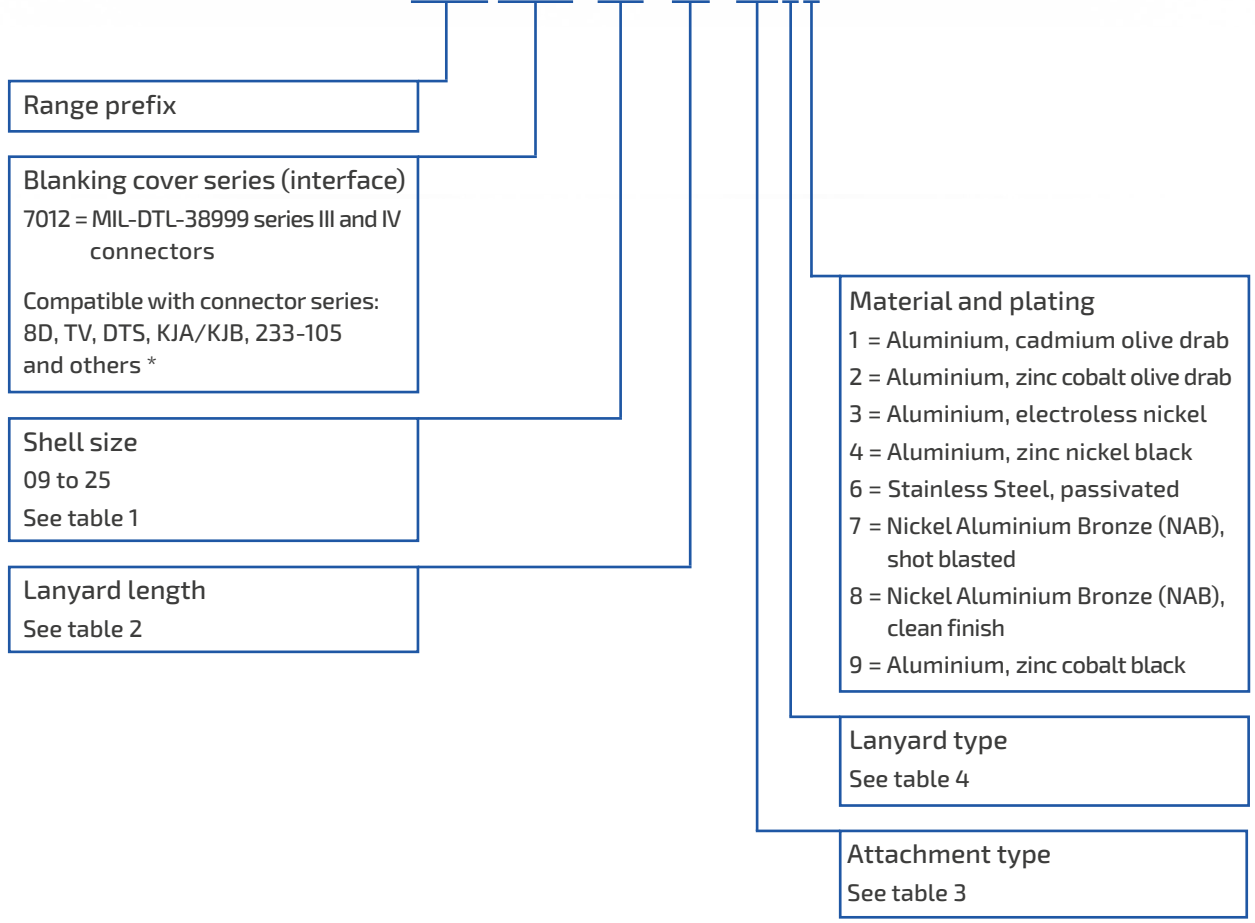 Range prefix
Blanking cover series (interface)
7012 = MIL-DTL-38999 series III and IV
connectors
Compatible with connector series:
8D, TV, DTS, KJA/KJB, 233-105
and others *
Shell size
09 to 25
See table 1
Lanyard length
See table 2
Material and plating
1 = Aluminium, cadmium olive drab
2 = Aluminium, zinc cobalt olive drab
3 = Aluminium, electroless nickel
4 = Aluminium, zinc nickel black
6 = Stainless Steel, passivated
7 = Nickel Aluminium Bronze (NAB),
shot blasted
8 = Nickel Aluminium Bronze (NAB),
clean finish
9 = Aluminium, zinc cobalt black
Lanyard type
See table 4
Attachment type
See table 3